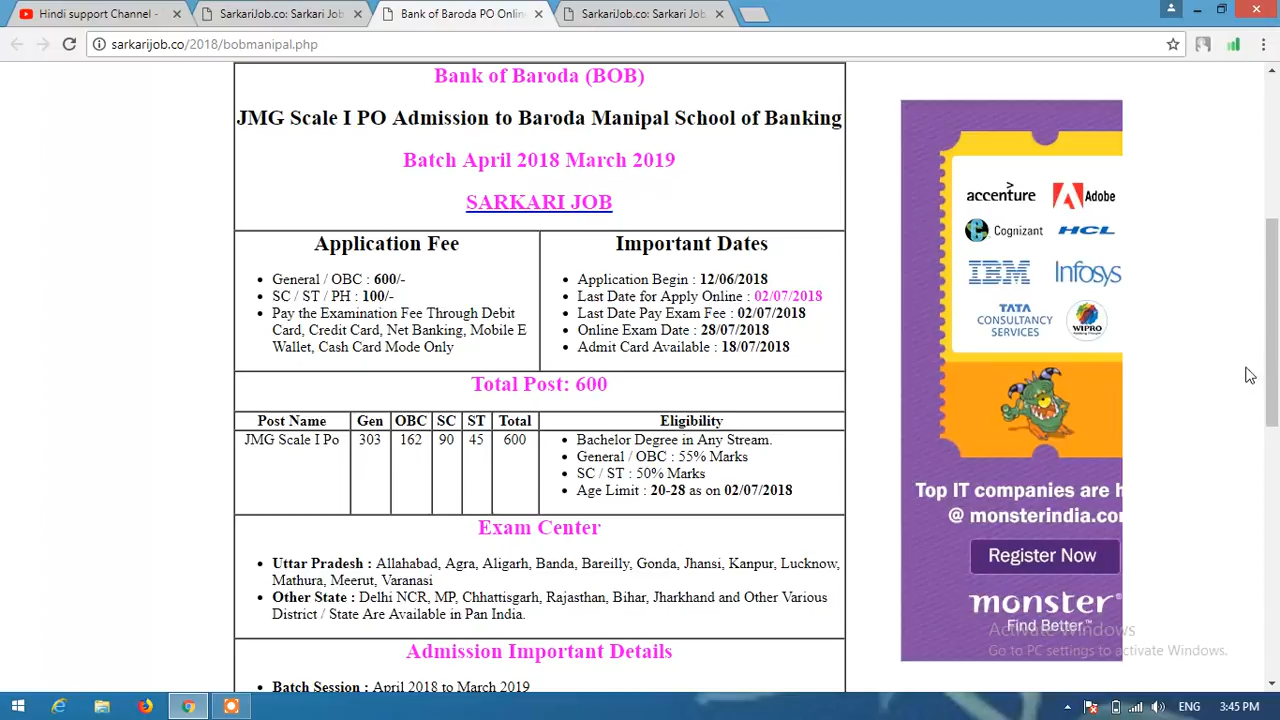 Hindi support Channel -
SarkariJob.co: Sarkari Job
Bank of Baroda PO Onlin
SarkariJob.co: Sarkari Job
sarkarijob.co/2018/bobmanipal.php
Bank of Baroda (BOB)
JMG Scale I PO Admission to Baroda Manipal School of Banking
Batch April 2018 March 2019
SARKARI JOB
Application Fee
General / OBC : 600/-
SC / ST / PH : 100/-
Pay the Examination Fee Through Debit
Card, Credit Card, Net Banking, Mobile E
Wallet, Cash Card Mode Only
Important Dates
Application Begin : 12/06/2018
Last Date for Apply Online : 02/07/2018
Last Date Pay Exam Fee : 02/07/2018
Online Exam Date : 28/07/2018
Admit Card Available : 18/07/2018
Total Post: 600
Post Name Gen OBC SC ST Total Eligibility
JMG Scale I Po 303 162 90 45 600
Bachelor Degree in Any Stream.
General / OBC : 55% Marks
SC / ST : 50% Marks
Age Limit : 20-28 as on 02/07/2018
Exam Center
Uttar Pradesh : Allahabad, Agra, Aligarh, Banda, Bareilly, Gonda, Jhansi, Kanpur, Lucknow,
Mathura, Meerut, Varanasi
Other State : Delhi NCR, MP, Chhattisgarh, Rajasthan, Bihar, Jharkhand and Other Various
District / State Are Available in Pan India.
Admission Important Details
Batch Session : April 2018 to March 2019
accenture Adobe
Cognizant HCL
IBM Infosys
TATA
CONSULTANCY
SERVICES
WIPRO
Top IT companies are h
@ monsterindia.com
Register Now
monster®
Find Better.™
Activate Windows
Go to PC settings to activate Windows.
ENG 3:45 PM